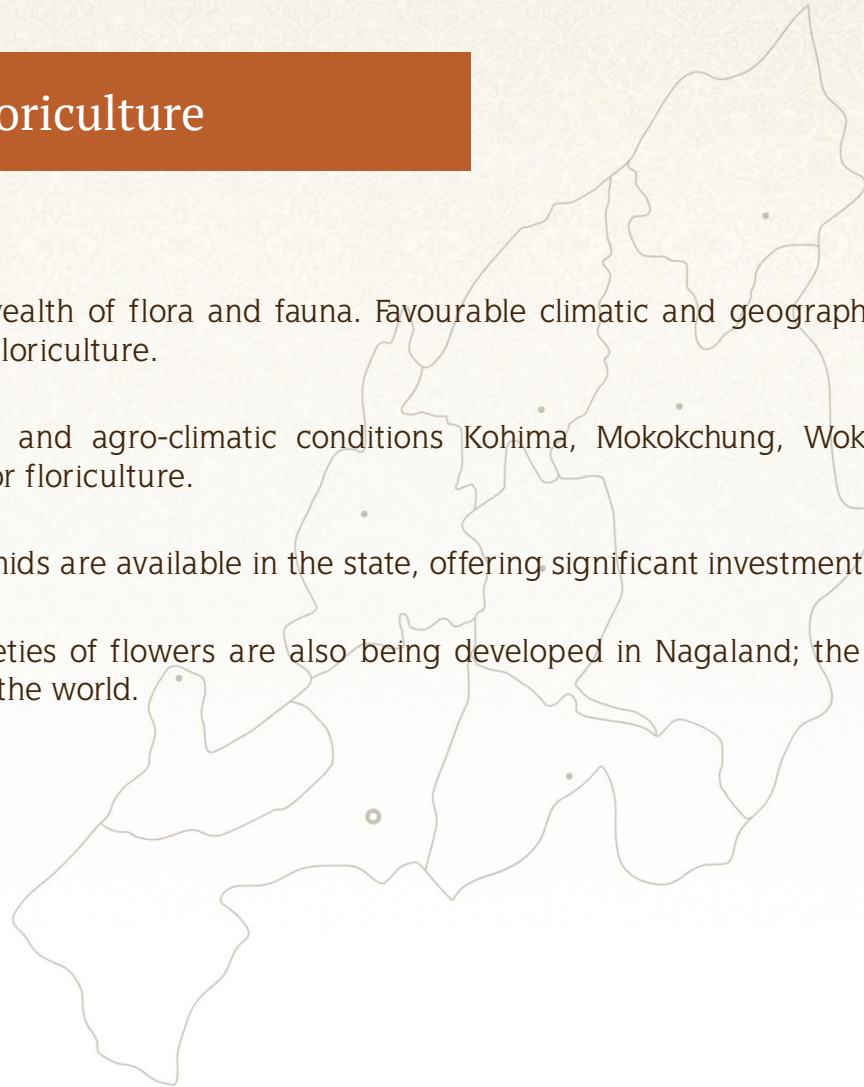 oriculture
ealth of flora and fauna. Favourable climatic and geograph
loriculture.
and agro-climatic conditions Kohima, Mokokchung, Wok
or floriculture.
hids are available in the state, offering significant investment
eties of flowers are also being developed in Nagaland; the
the world.